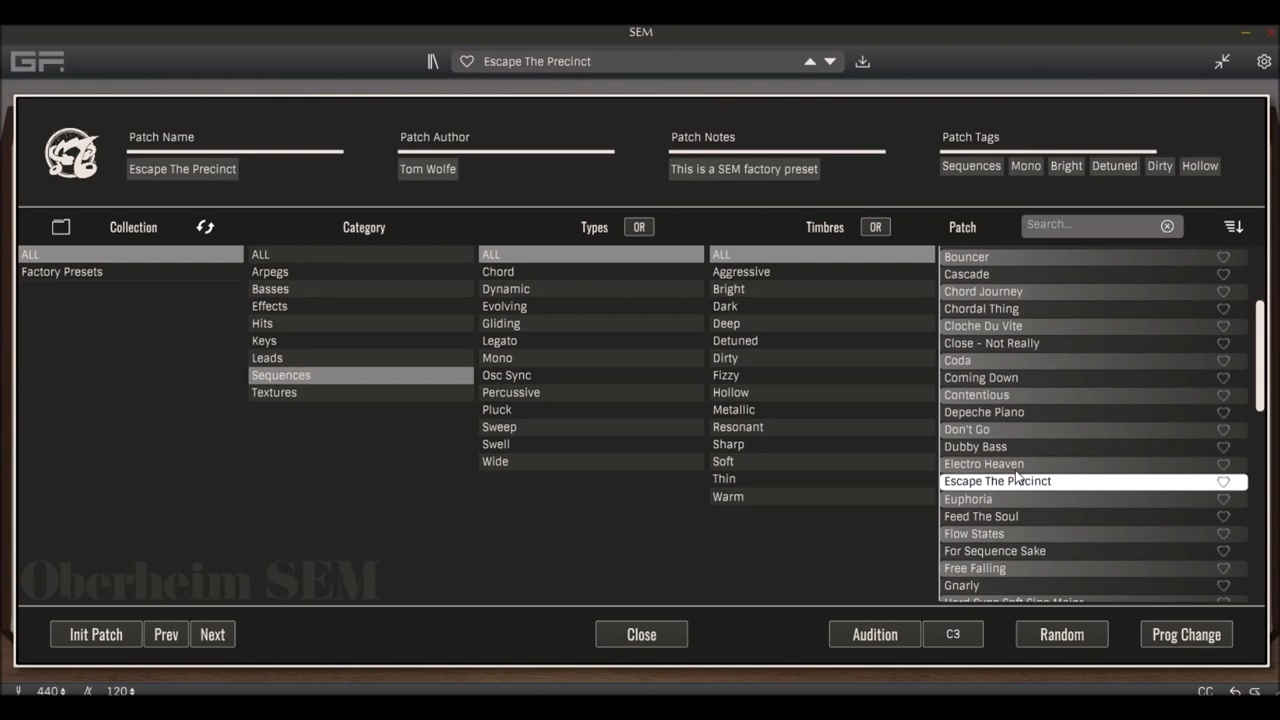 SEM
GF.
Escape The Precinct
Patch Name
Patch Author
Patch Notes
Patch Tags
Escape The Precinct
Tom Wolfe
This is a SEM factory preset
Sequences Mono Bright Detuned Dirty Hollow
Collection
Category
Types OR
Timbres OR
Patch Search...
ALL
Factory Presets
ALL
Arpegs
Basses
Effects
Hits
Keys
Leads
Sequences
Textures
ALL
Chord
Dynamic
Evolving
Gliding
Legato
Mono
Osc Sync
Percussive
Pluck
Sweep
Swell
Wide
ALL
Aggressive
Bright
Dark
Deep
Detuned
Dirty
Fizzy
Hollow
Metallic
Resonant
Sharp
Soft
Thin
Warm
Bouncer
Cascade
Chord Journey
Chordal Thing
Cloche Du Vite
Close - Not Really
Coda
Coming Down
Contentious
Depeche Piano
Don't Go
Dubby Bass
Electro Heaven
Escape The Precinct
Euphoria
Feed The Soul
Flow States
For Sequence Sake
Free Falling
Gnarly
Oberheim SEM
Init Patch Prev Next Close Audition C3 Random Prog Change
440 120 CC